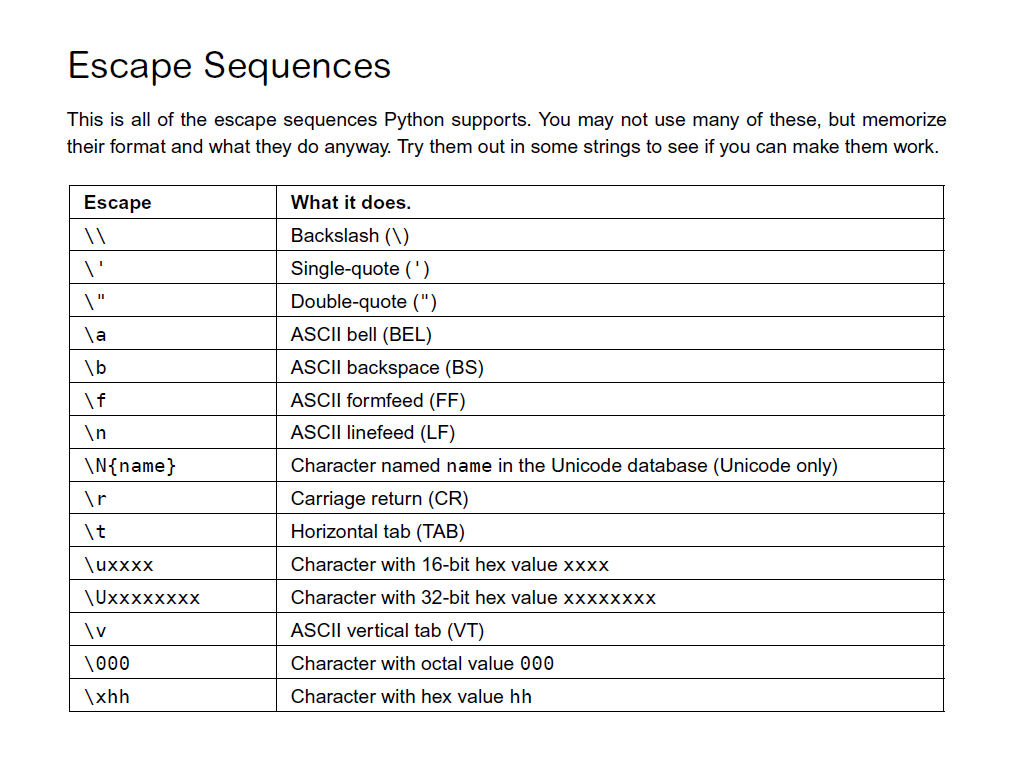 Escape Sequences
This is all of the escape sequences Python supports. You may not use many of these, but memorize
their format and what they do anyway. Try them out in some strings to see if you can make them work.
Escape What it does.
\\ Backslash (\)
\' Single-quote (')
\" Double-quote (")
\a ASCII bell (BEL)
\b ASCII backspace (BS)
\f ASCII formfeed (FF)
\n ASCII linefeed (LF)
\N{name} Character named name in the Unicode database (Unicode only)
\r Carriage return (CR)
\t Horizontal tab (TAB)
\uxxxx Character with 16-bit hex value xxxx
\Uxxxxxxxx Character with 32-bit hex value xxxxxxxx
\v ASCII vertical tab (VT)
\000 Character with octal value 000
\xhh Character with hex value hh